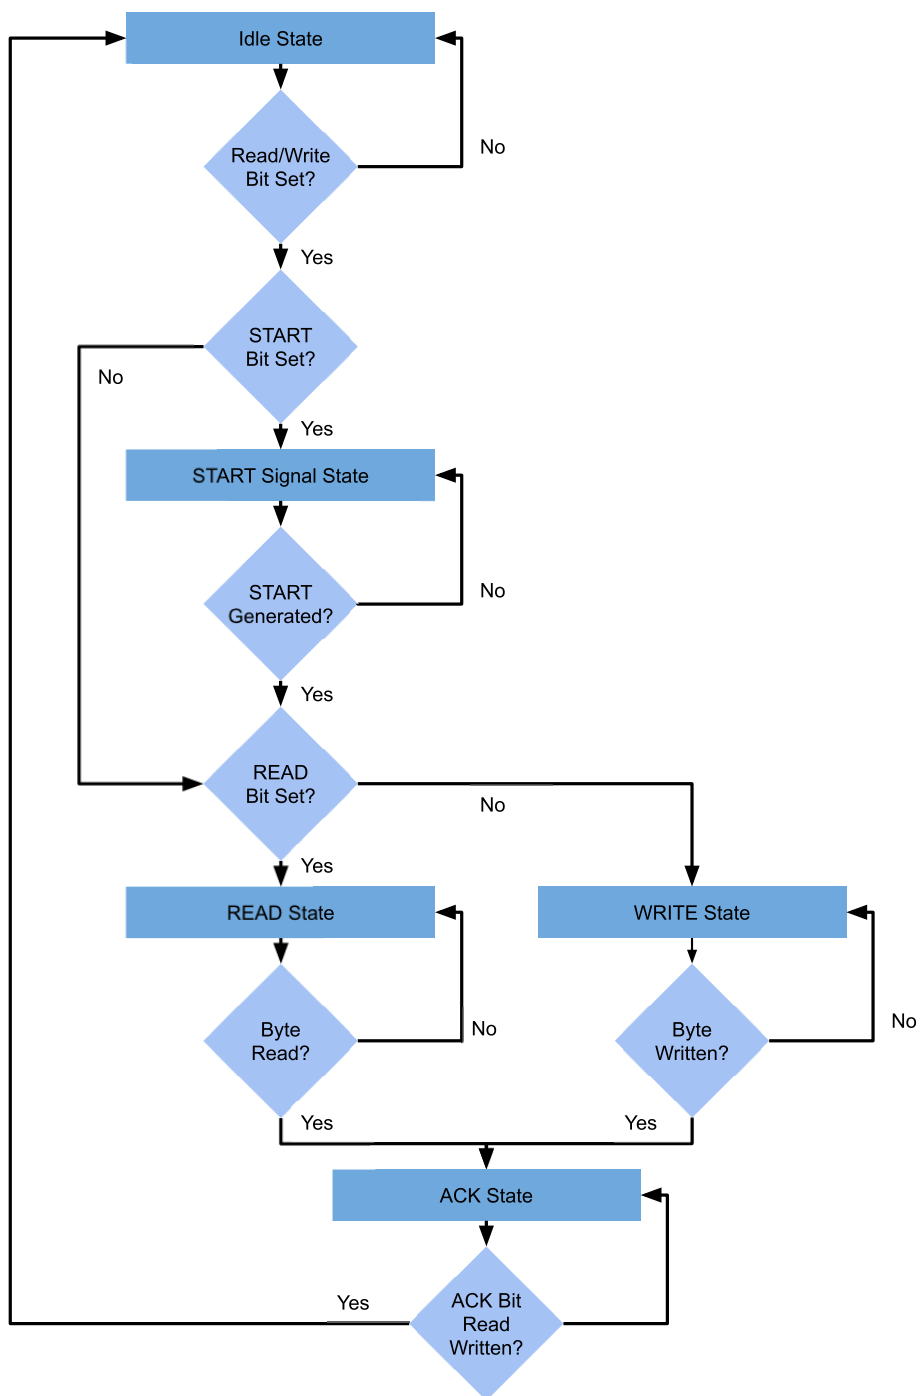 Idle State
Read/Write
Bit Set?
No
Yes
START
Bit Set?
No
Yes
START Signal State
START
Generated?
No
Yes
READ
Bit Set?
No
Yes
READ State
WRITE State
Byte
Read?
No
Byte
Written?
No
Yes
Yes
ACK State
Yes
ACK Bit
Read
Written?